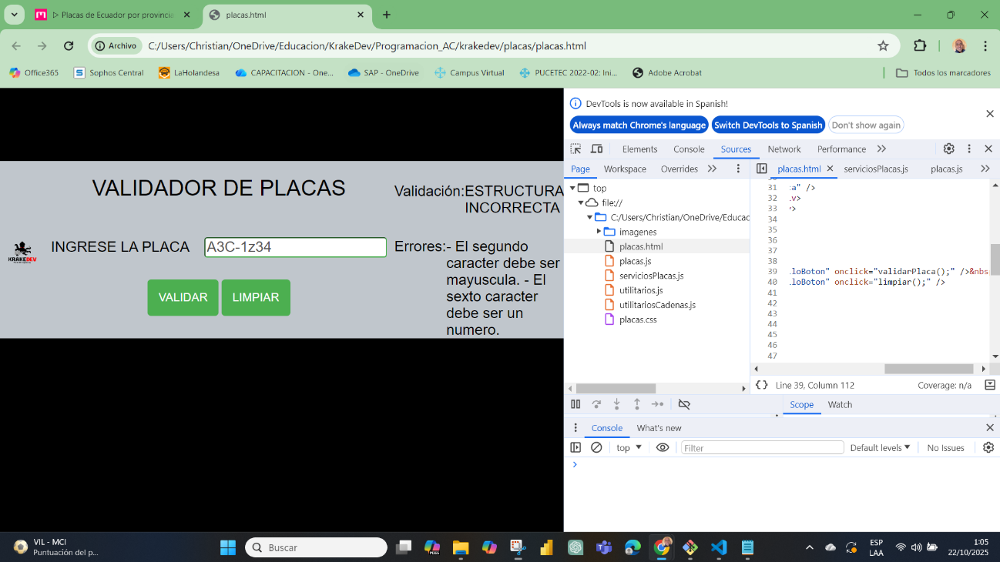 ▷ Placas de Ecuador por provincia
placas.html
Archivo
C:/Users/Christian/OneDrive/Educacion/KrakeDev/Programacion_AC/krakedev/placas/placas.html
Office365
Sophos Central
LaHolandesa
CAPACITACION - One...
SAP - OneDrive
Campus Virtual
PUCETEC 2022-02: Ini...
Adobe Acrobat
Todos los marcadores
VALIDADOR DE PLACAS
Validación:ESTRUCTURA
INCORRECTA
KRAKEDEV
INGRESE LA PLACA
A3C-1z34
Errores:- El segundo
caracter debe ser
mayuscula. - El
sexto caracter
debe ser un
numero.
VALIDAR
LIMPIAR
DevTools is now available in Spanish!
Always match Chrome's language
Switch DevTools to Spanish
Don't show again
Elements
Console
Sources
Network
Performance
Page
Workspace
Overrides
top
file://
C:/Users/Christian/OneDrive/Educac
imagenes
placas.html
placas.js
serviciosPlacas.js
utilitarios.js
utilitariosCadenas.js
placas.css
placas.html
serviciosPlacas.js
placas.js
31 :a" />
32 .v>
33 >
34
35
36
37
38
39 .loBoton" onclick="validarPlaca();" />&nbs
40 .loBoton" onclick="limpiar();" />
41
42
43
44
45
46
47
{} Line 39, Column 112
Coverage: n/a
Scope
Watch
Console
What's new
top
Filter
Default levels
No Issues
VIL - MCI
Puntuación del p...
Buscar
ESP
LAA
1:05
22/10/2025